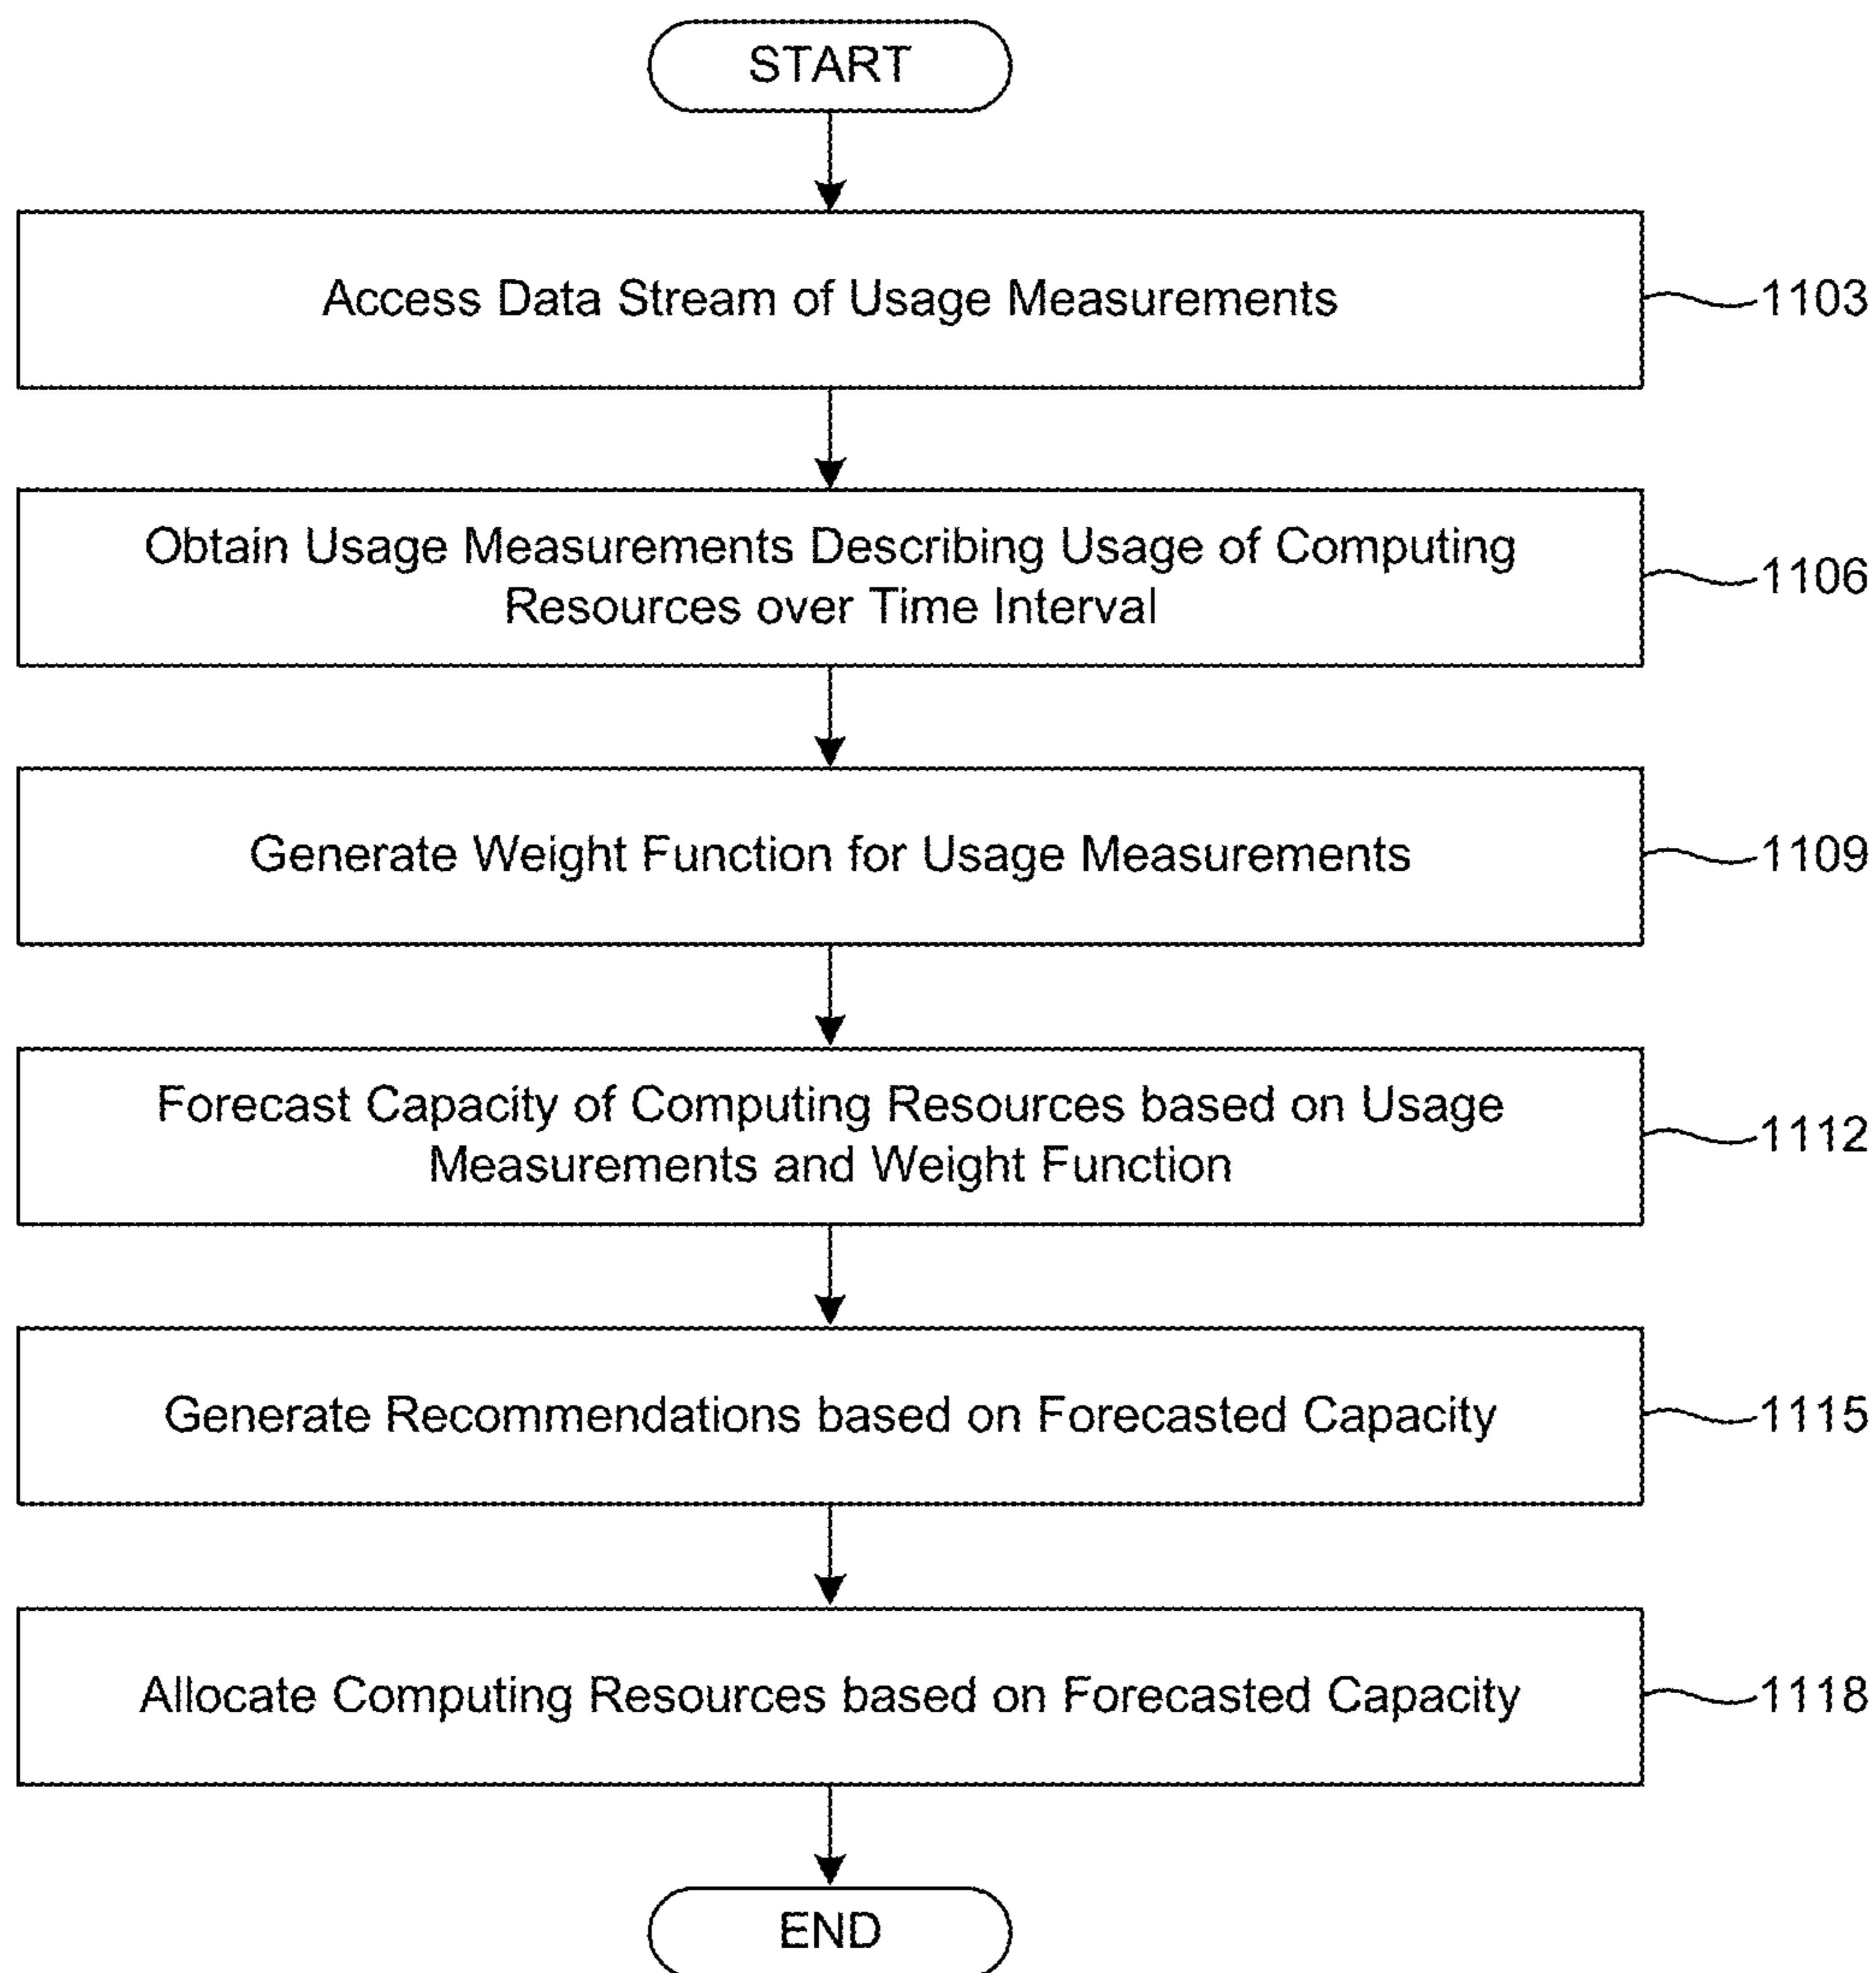 START
Access Data Stream of Usage Measurements
1103
Obtain Usage Measurements Describing Usage of Computing
Resources over Time Interval
1106
Generate Weight Function for Usage Measurements
1109
Forecast Capacity of Computing Resources based on Usage
Measurements and Weight Function
1112
Generate Recommendations based on Forecasted Capacity
1115
Allocate Computing Resources based on Forecasted Capacity
1118
END